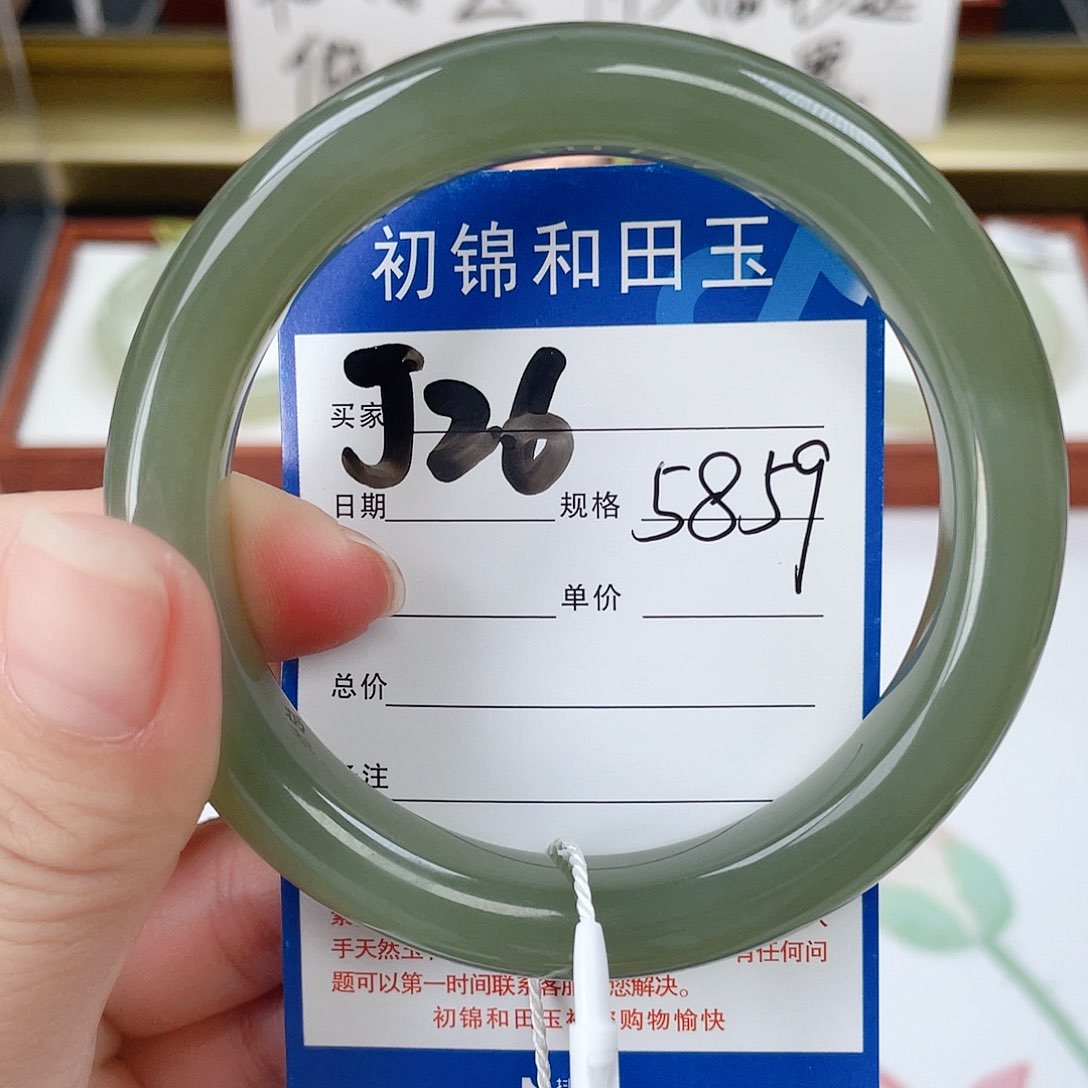 初锦和田玉
买家 J26
日期 规格 5859
单价
总价
注
手天然 有任何问
题可以第一时间联系客服 您解决。
初锦和田玉 购物愉快